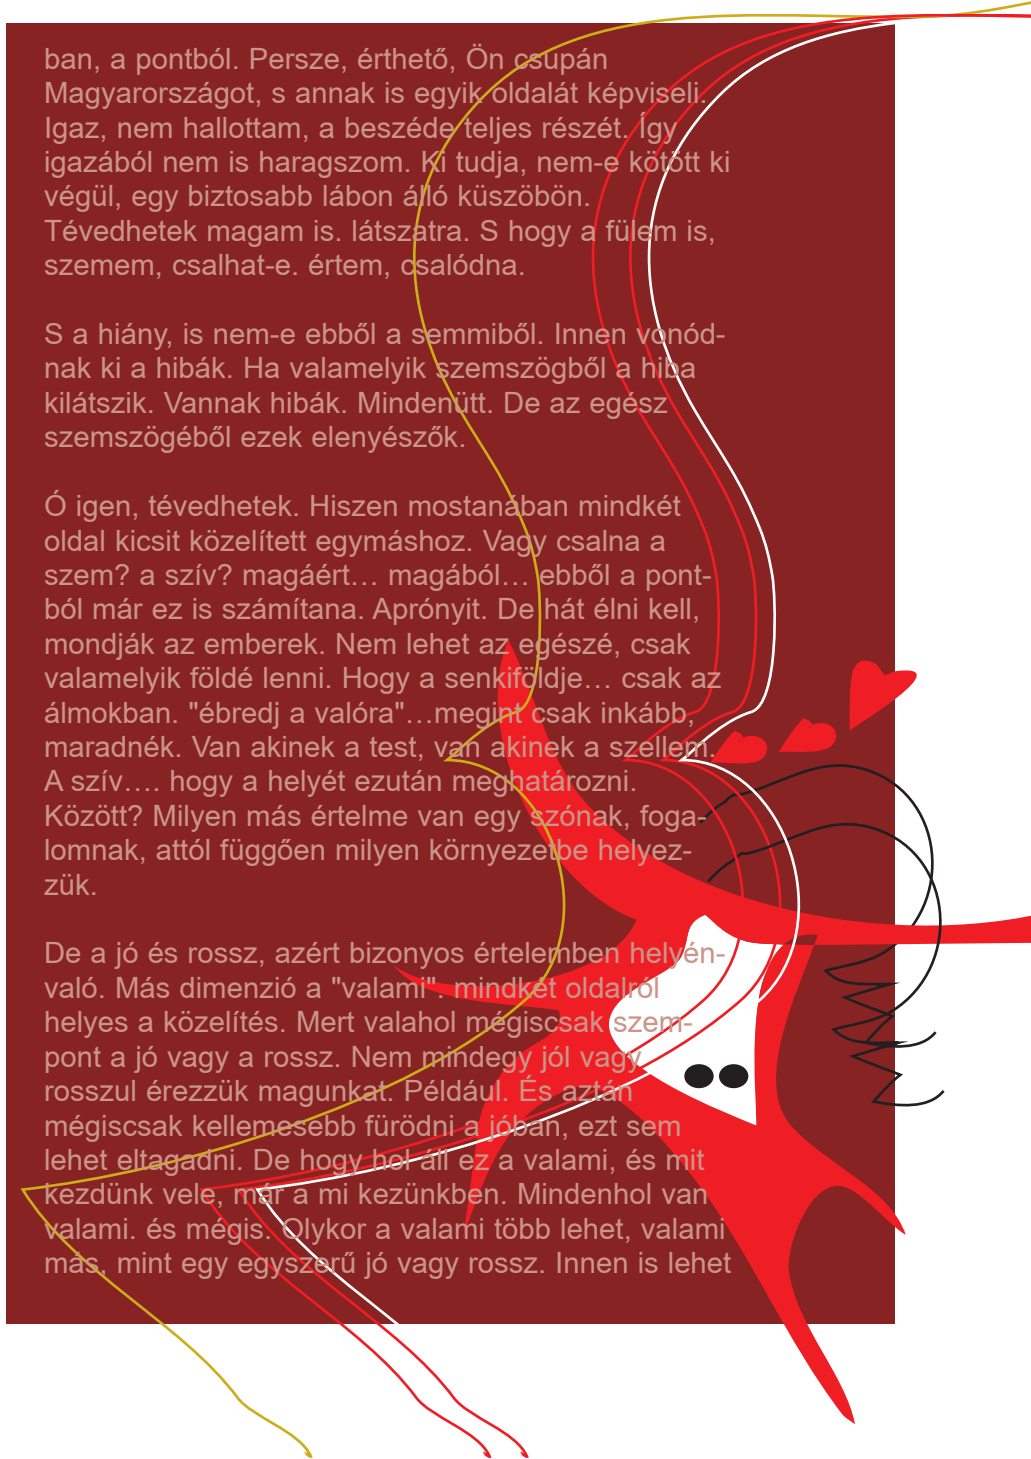 ban, a pontból. Persze, érthető, Ön csupán
Magyarországot, s annak is egyik oldalát képviseli.
Igaz, nem hallottam, a beszéde teljes részét. Így
igazából nem is haragszom. Ki tudja, nem-e kötött ki
végül, egy biztosabb lábon álló küszöbön.
Tévedhetek magam is. látszatra. S hogy a fülem is,
szemem, csalhat-e. értem, csalódna.

S a hiány, is nem-e ebből a semmiből. Innen vonód-
nak ki a hibák. Ha valamelyik szemszögből a hiba
kilátszik. Vannak hibák. Mindenütt. De az egész
szemszögéből ezek elenyészők.

Ó igen, tévedhetek. Hiszen mostanában mindkét
oldal kicsit közelített egymáshoz. Vagy csalna a
szem? a szív? magáért… magából… ebből a pont-
ból már ez is számítana. Aprónyit. De hát élni kell,
mondják az emberek. Nem lehet az egészé, csak
valamelyik földé lenni. Hogy a senkiföldje… csak az
álmokban. "ébredj a valóra"…megint csak inkább,
maradnék. Van akinek a test, van akinek a szellem.
A szív…. hogy a helyét ezután meghatározni.
Között? Milyen más értelme van egy szónak, foga-
lomnak, attól függően milyen környezetbe helyez-
zük.

De a jó és rossz, azért bizonyos értelemben helyén-
való. Más dimenzió a "valami". mindkét oldalról
helyes a közelítés. Mert valahol mégiscsak szem-
pont a jó vagy a rossz. Nem mindegy jól vagy
rosszul érezzük magunkat. Például. És aztán
mégiscsak kellemesebb fürödni a jóban, ezt sem
lehet eltagadni. De hogy hol áll ez a valami, és mit
kezdünk vele, már a mi kezünkben. Mindenhol van
valami. és mégis. Olykor a valami több lehet, valami
más, mint egy egyszerű jó vagy rossz. Innen is lehet